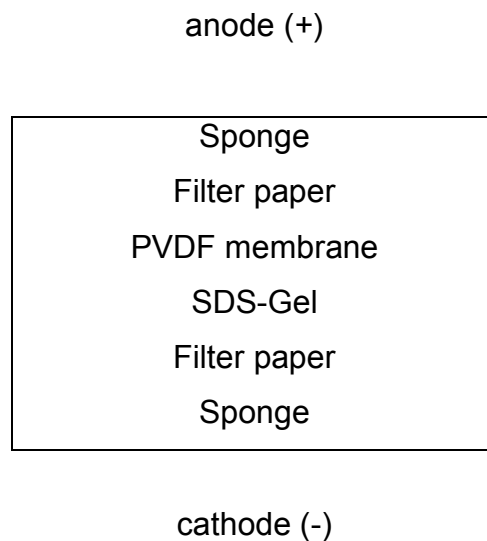 anode (+)
Sponge
Filter paper
PVDF membrane
SDS-Gel
Filter paper
Sponge
cathode (-)